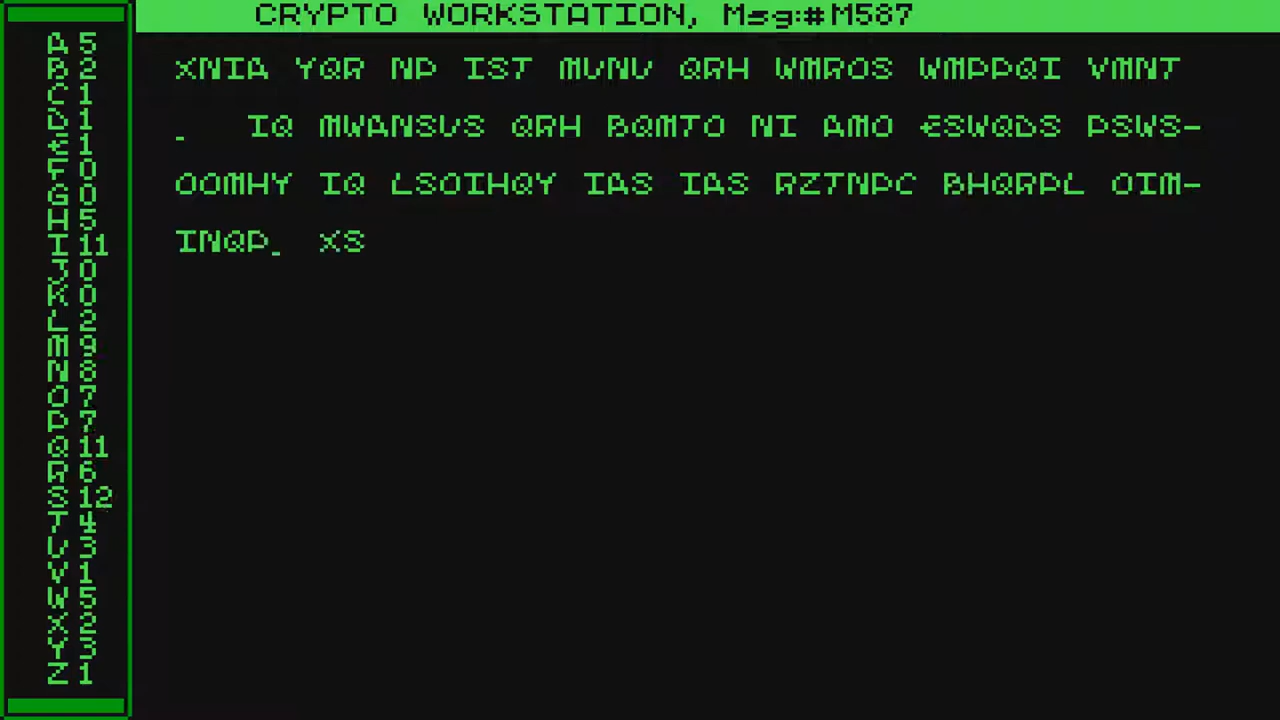 CRYPTO WORKSTATION, Msg:#M587
A 5
B 2
C 1
D 1
E 1
F 0
G 0
H 5
I 11
J 0
K 0
L 2
M 9
N 8
O 7
P 7
Q 11
R 6
S 12
T 4
U 3
V 1
W 5
X 2
Y 3
Z 1
XNIA YQR NP IST MUNU QRH WMROS WMPPQI VMNT
. IQ MWANSUS QRH BQMTO NI AMO ESWQDS PSWS-
OOMHY IQ LSOIHQY IAS IAS RZTNPC BHQRPL OIM-
INQP. XS